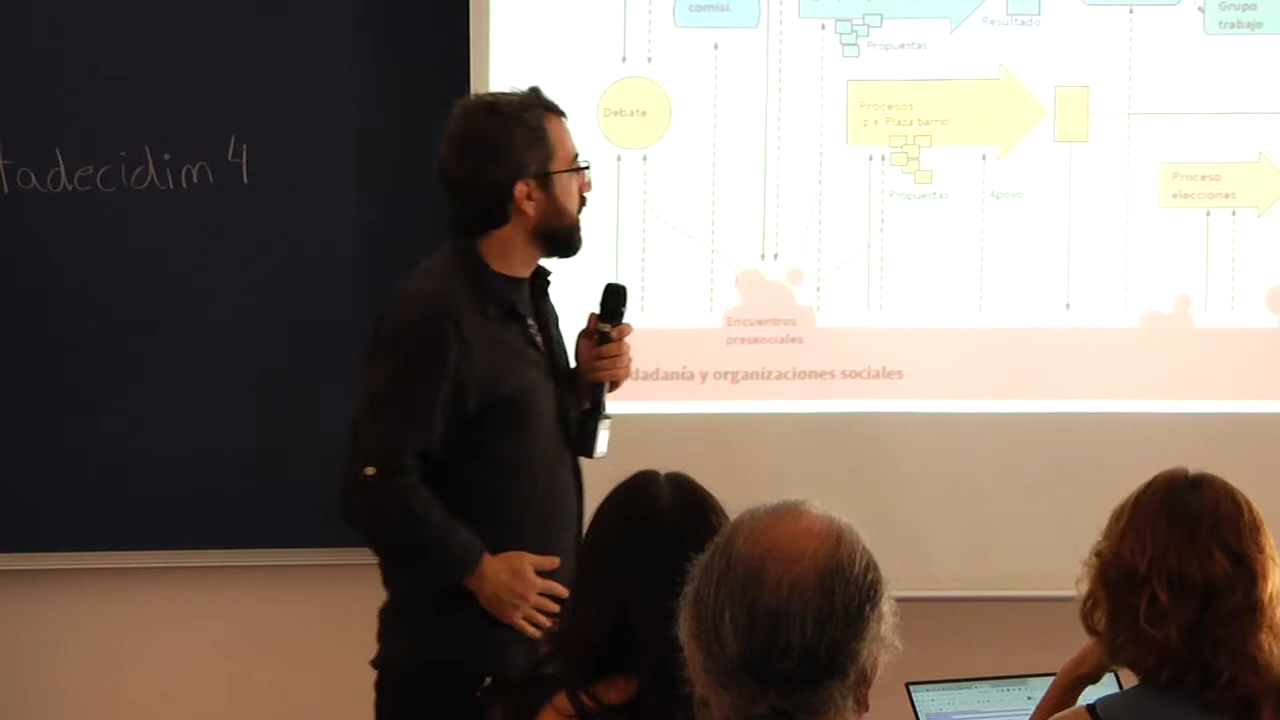 tadecidim 4
comisi.
Propuestas
Resultado
Grupo
trabajo
Debate
Procesos
p.e. Plaza barrio
Propuestas
Apoyo
Proceso
elecciones
Encuentros
presenciales
dadanía y organizaciones sociales